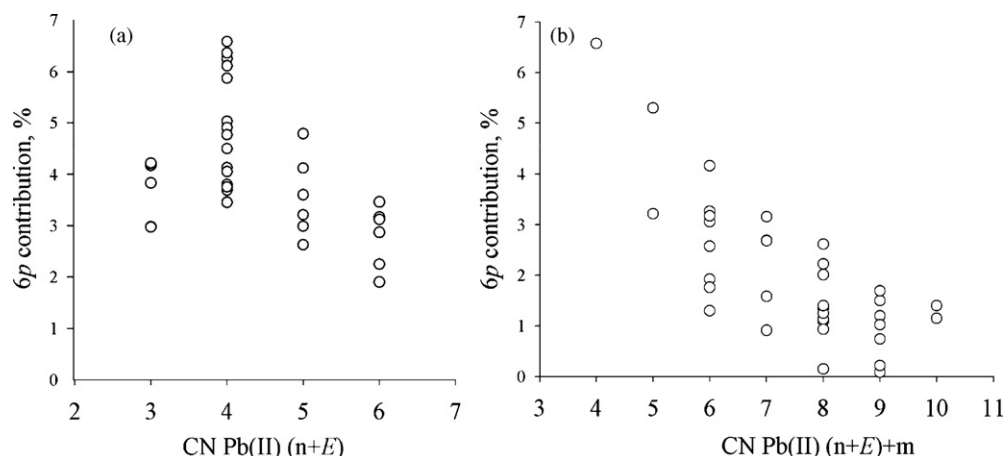 (a)
7
6
5
4
3
2
1
0
6p contribution, %
2 3 4 5 6 7
CN Pb(II) (n+E)
(b)
7
6
5
4
3
2
1
0
6p contribution, %
3 4 5 6 7 8 9 10 11
CN Pb(II) (n+E)+m